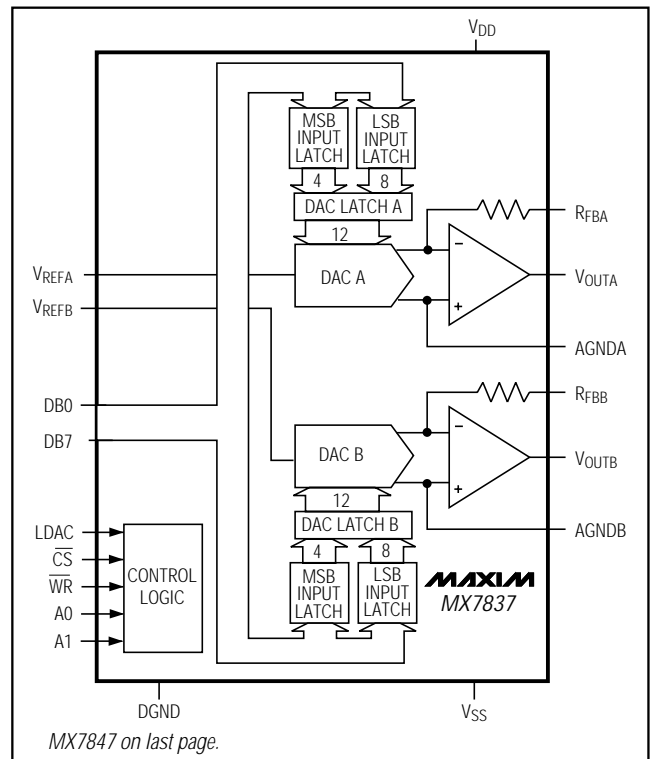 VDD
MSB INPUT LATCH
LSB INPUT LATCH
4
8
DAC LATCH A
12
RFBA
VREFA
DAC A
−
+
VOUTA
VREFB
AGNDA
DB0
RFBB
DB7
DAC B
−
+
VOUTB
12
LDAC
DAC LATCH B
AGNDB
CS
4
8
WR
CONTROL LOGIC
MSB INPUT LATCH
LSB INPUT LATCH
MAXIM
MX7837
A0
A1
DGND
VSS
MX7847 on last page.